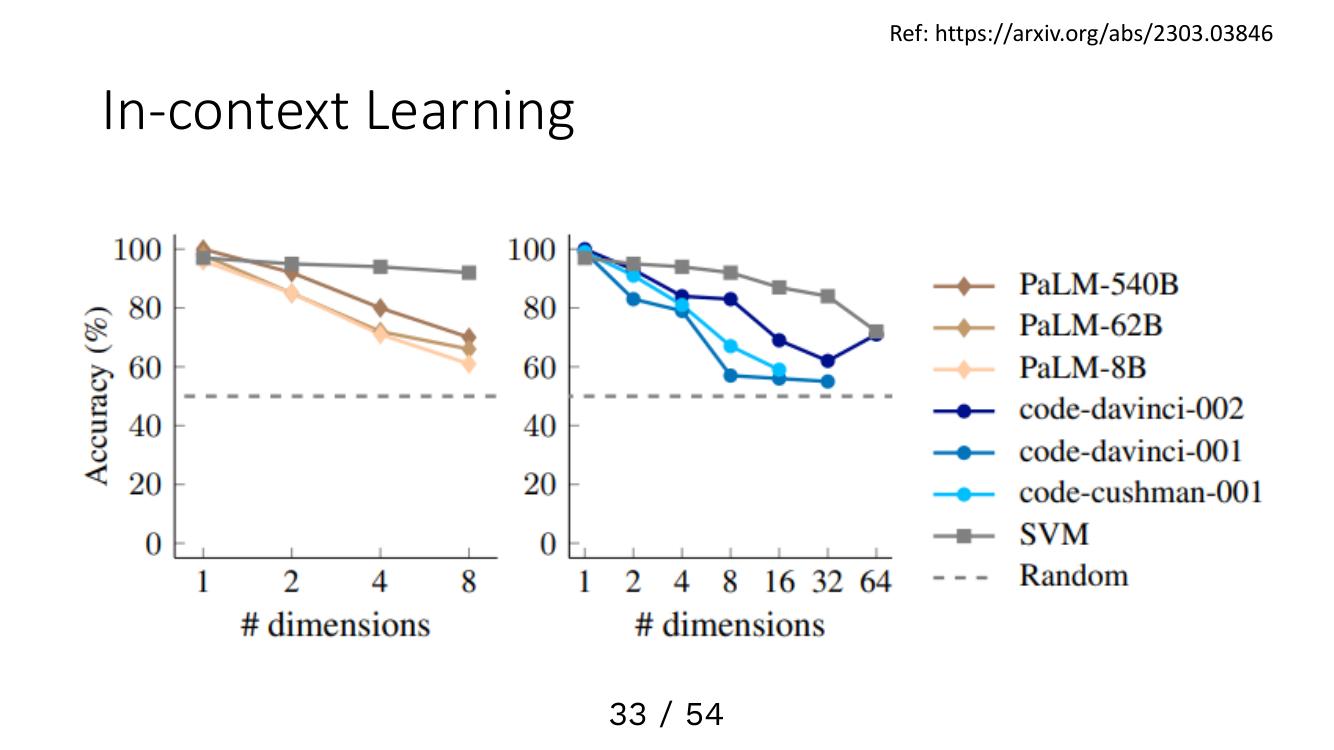 Ref: https://arxiv.org/abs/2303.03846
In-context Learning
Accuracy (%)
100
80
60
40
20
0
1 2 4 8
# dimensions
100
80
60
40
20
0
1 2 4 8 16 32 64
# dimensions
PaLM-540B
PaLM-62B
PaLM-8B
code-davinci-002
code-davinci-001
code-cushman-001
SVM
Random
33 / 54